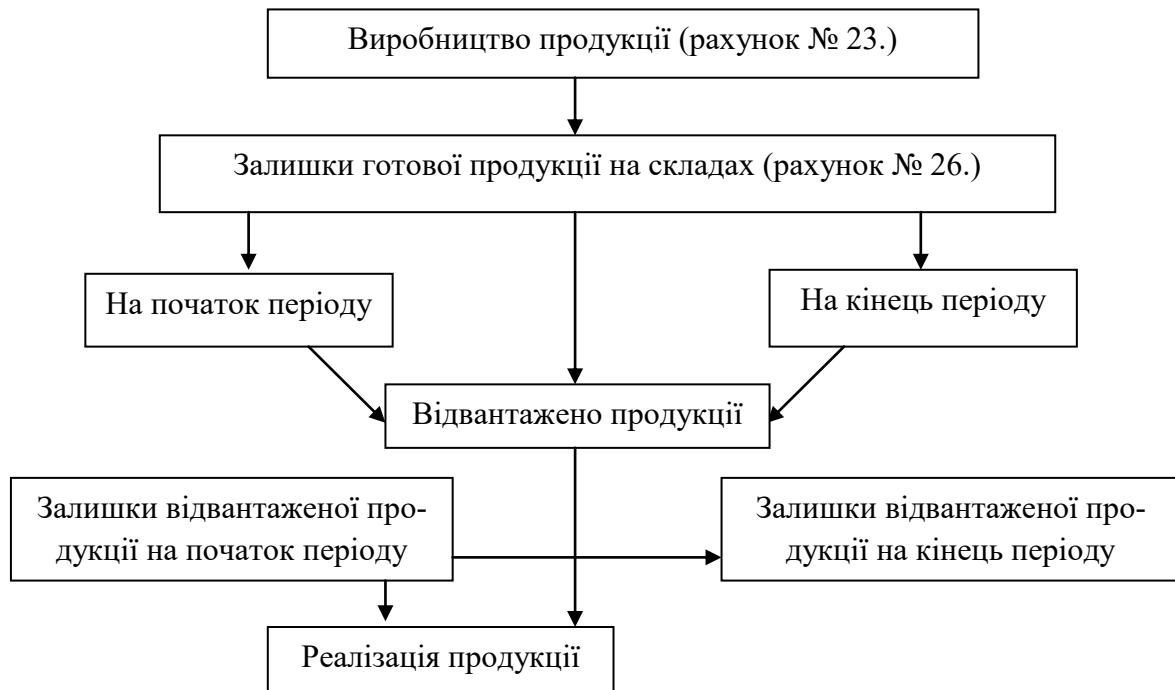 Виробництво продукції (рахунок № 23.)
Залишки готової продукції на складах (рахунок № 26.)
На початок періоду
На кінець періоду
Відвантажено продукції
Залишки відвантаженої про-
дукції на початок періоду
Залишки відвантаженої про-
дукції на кінець періоду
Реалізація продукції